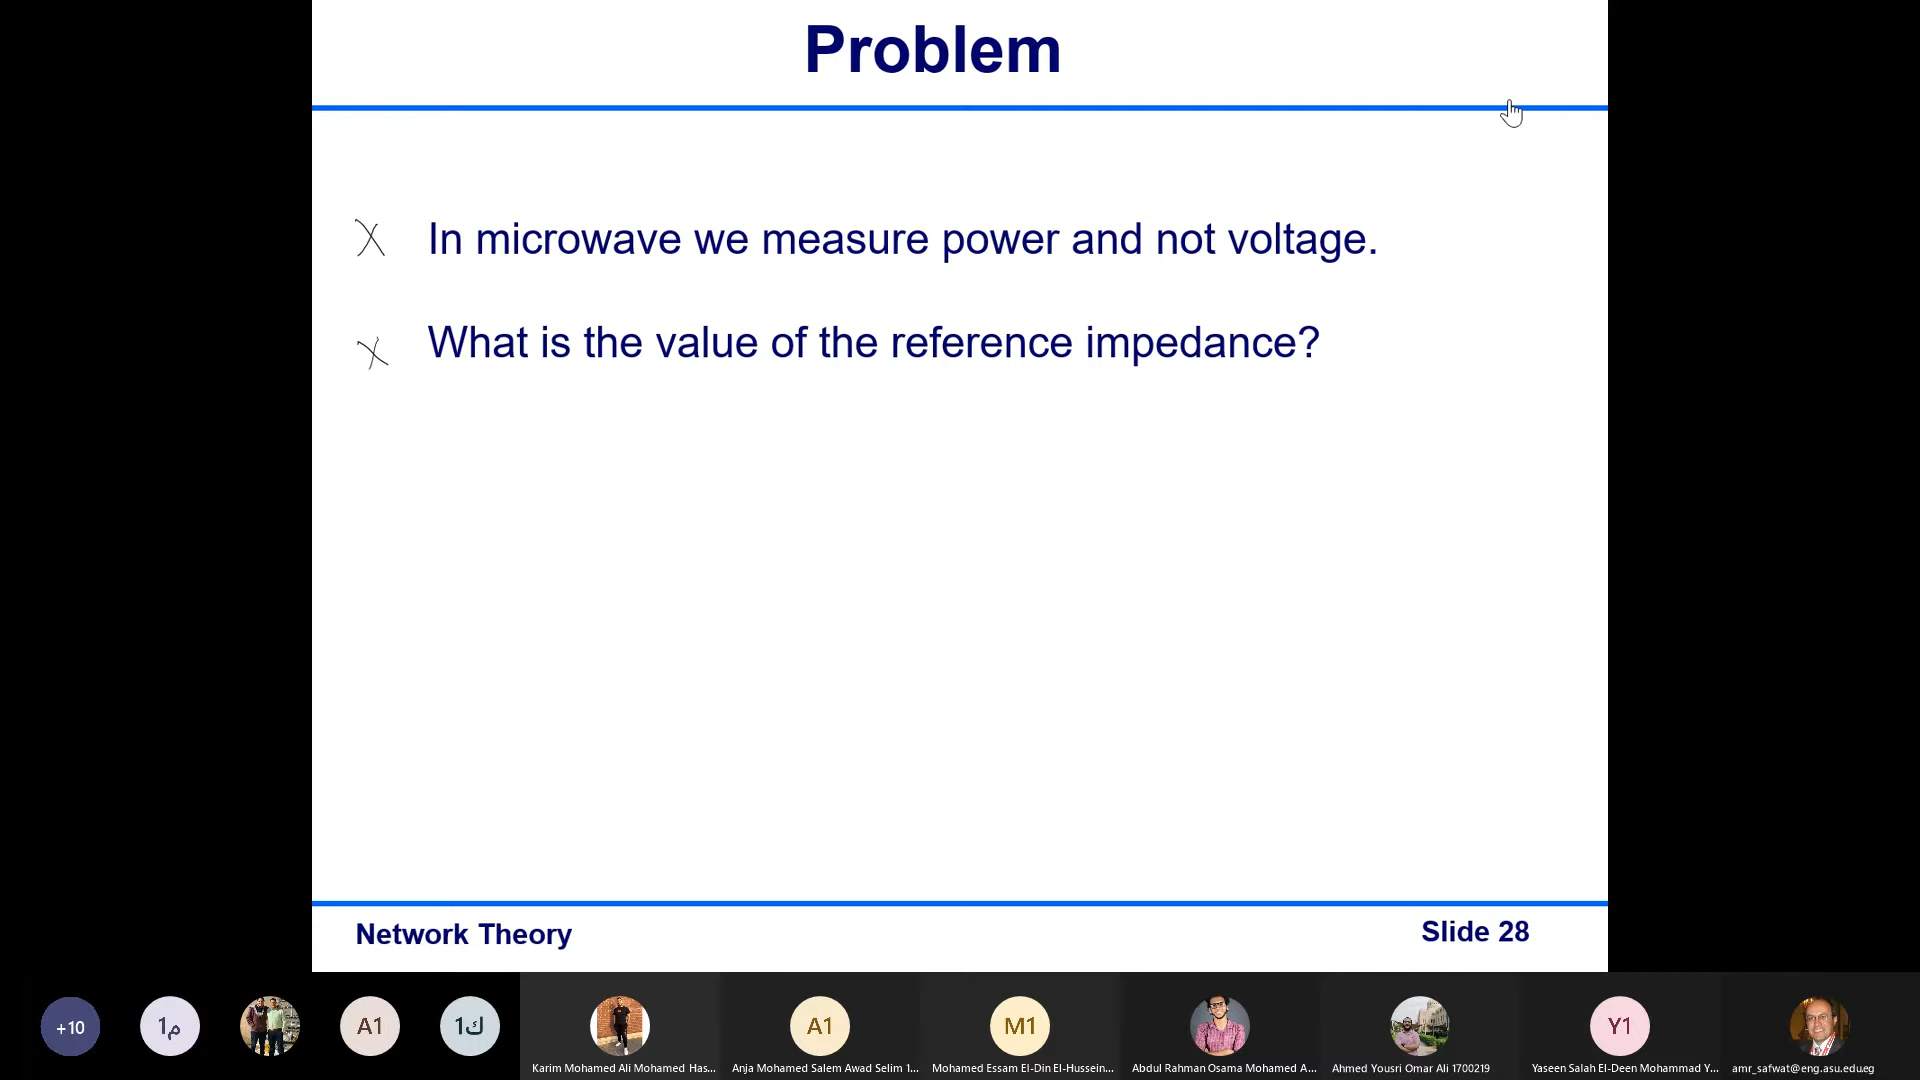 Problem
In microwave we measure power and not voltage.
What is the value of the reference impedance?
Network Theory
Slide 28
+10
م1
A1
ك1
A1
M1
Y1
Karim Mohamed Ali Mohamed Has...
Anja Mohamed Salem Awad Selim 1...
Mohamed Essam El-Din El-Hussein...
Abdul Rahman Osama Mohamed A...
Ahmed Yousri Omar Ali 1700219
Yaseen Salah El-Deen Mohammad Y...
amr_safwat@eng.asu.edu.eg